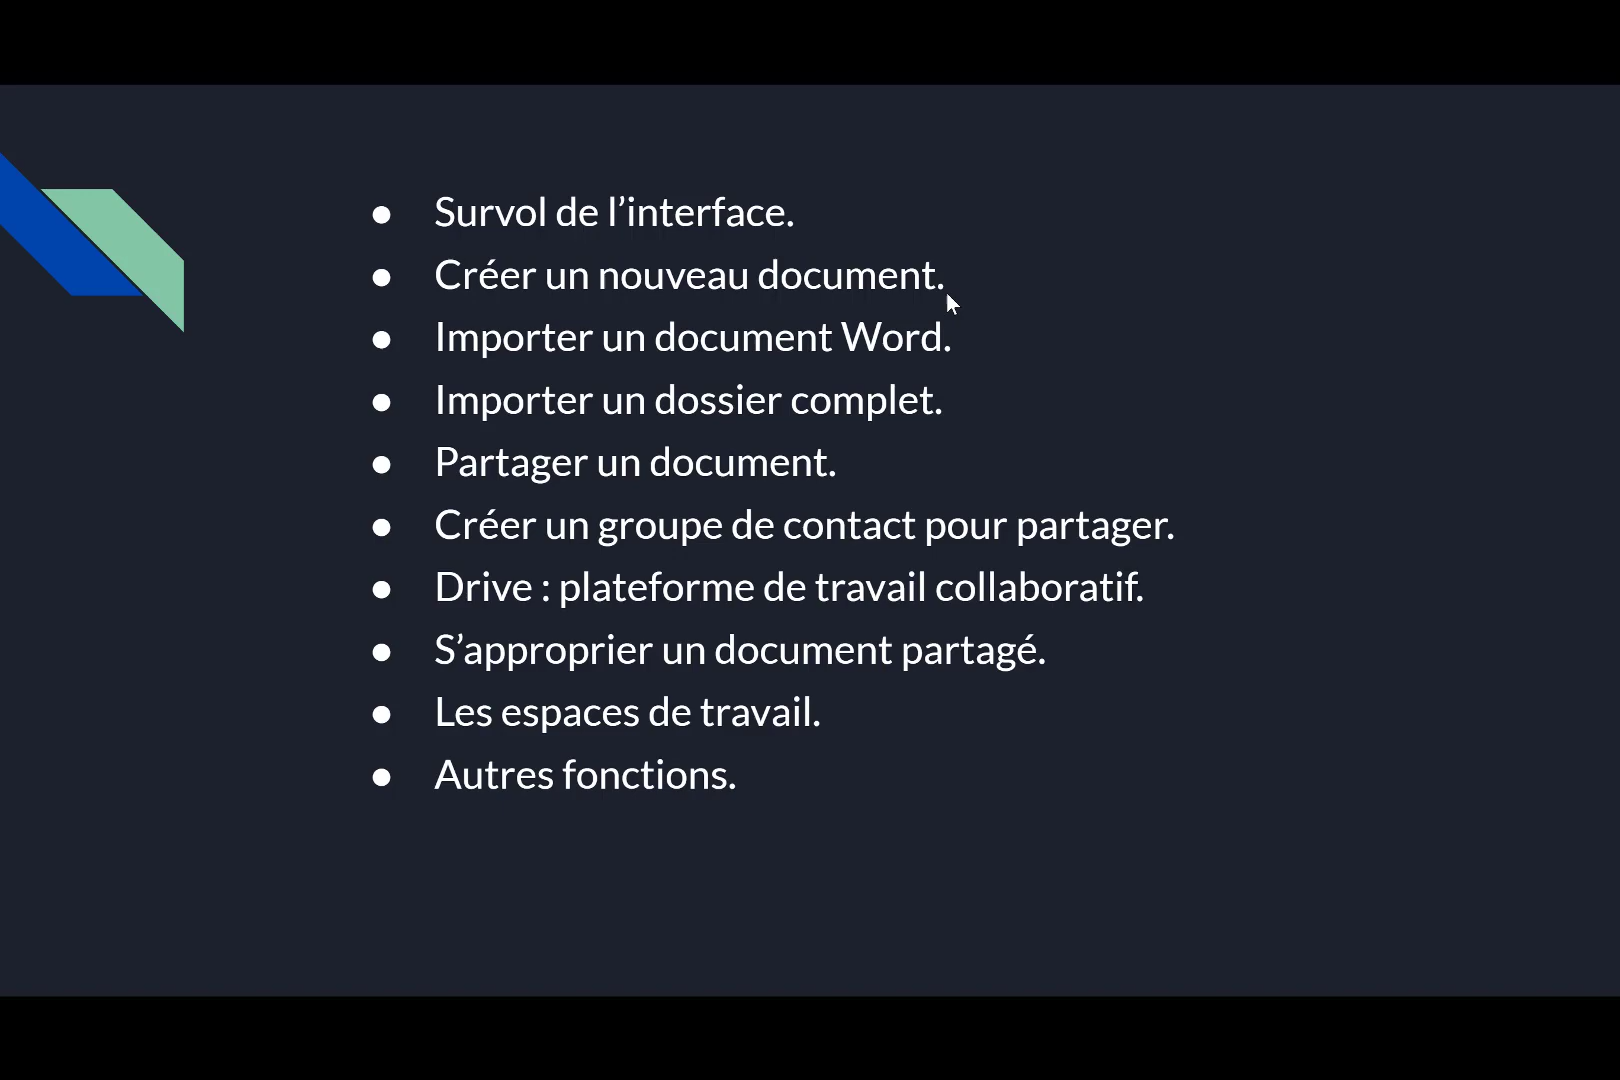 ● Survol de l’interface.
● Créer un nouveau document.
● Importer un document Word.
● Importer un dossier complet.
● Partager un document.
● Créer un groupe de contact pour partager.
● Drive : plateforme de travail collaboratif.
● S’approprier un document partagé.
● Les espaces de travail.
● Autres fonctions.